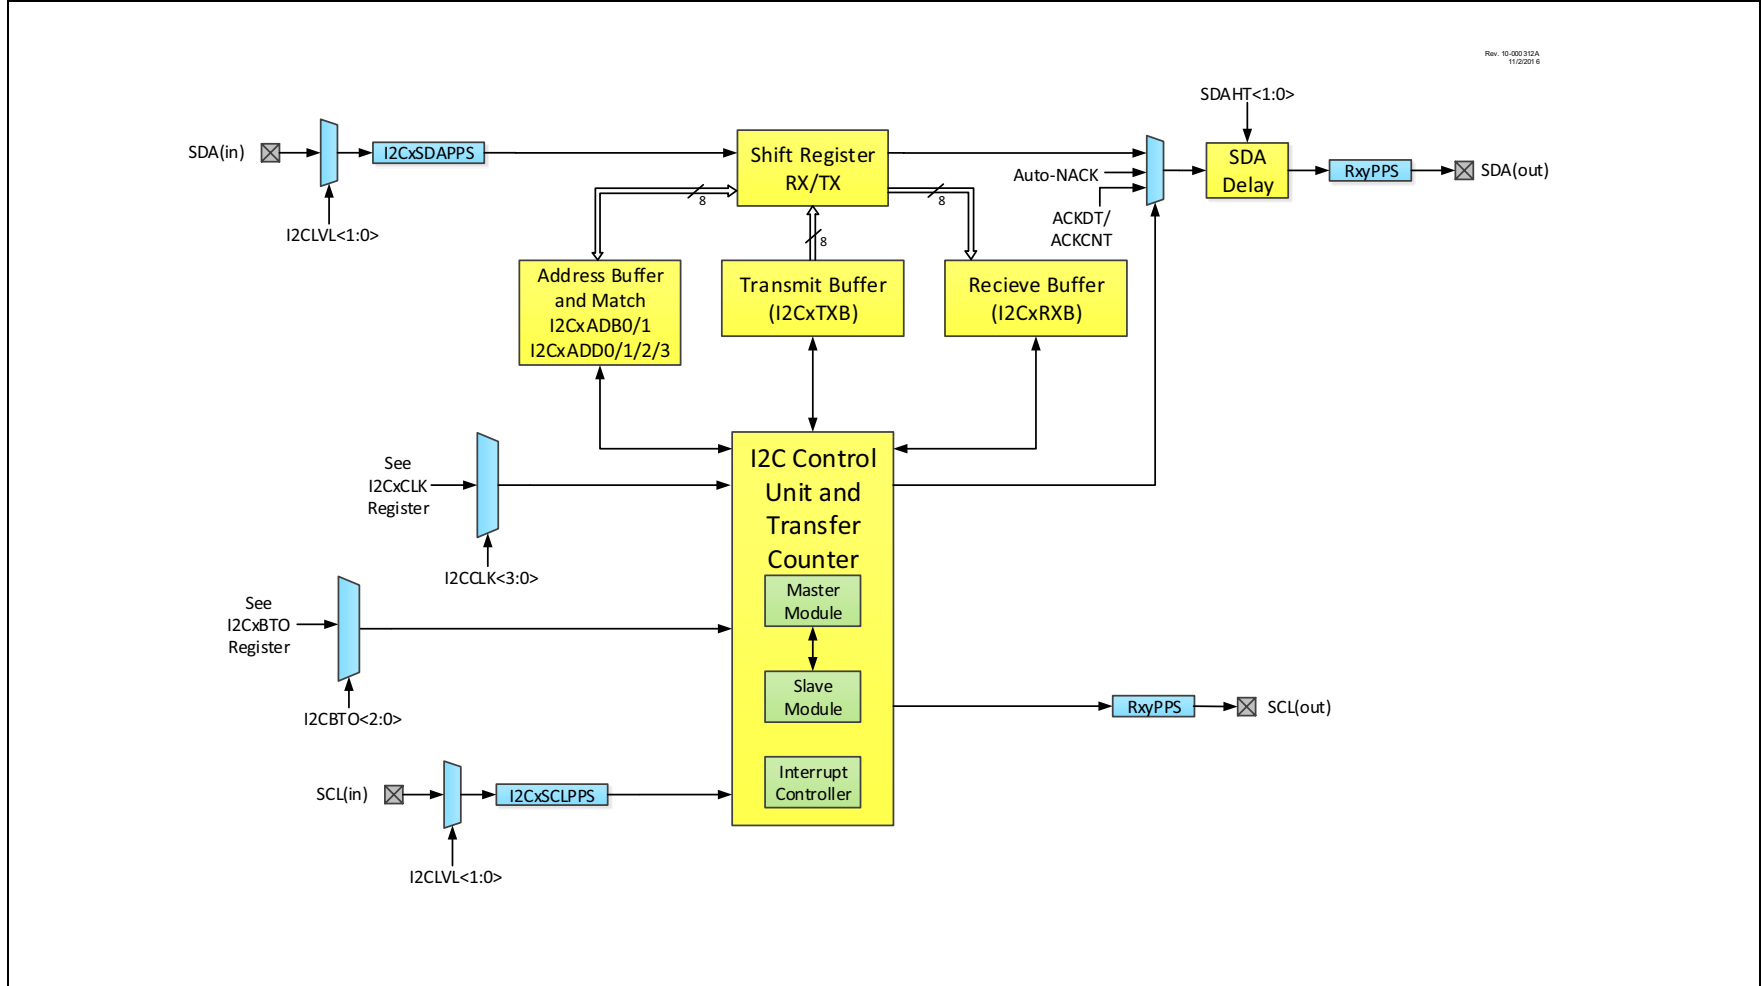 Rev. 10-000312A
11/2/2016
SDAHT<1:0>
SDA(in)
I2CxSDAPPS
Shift Register
RX/TX
Auto-NACK
SDA
Delay
RxyPPS
SDA(out)
8
8
ACKDT/
ACKCNT
I2CLVL<1:0>
8
Address Buffer
and Match
I2CxADB0/1
I2CxADD0/1/2/3
Transmit Buffer
(I2CxTXB)
Recieve Buffer
(I2CxRXB)
See
I2CxCLK
Register
I2C Control
Unit and
Transfer
Counter
I2CCLK<3:0>
See
I2CxBTO
Register
Master
Module
I2CBTO<2:0>
Slave
Module
RxyPPS
SCL(out)
SCL(in)
I2CxSCLPPS
Interrupt
Controller
I2CLVL<1:0>